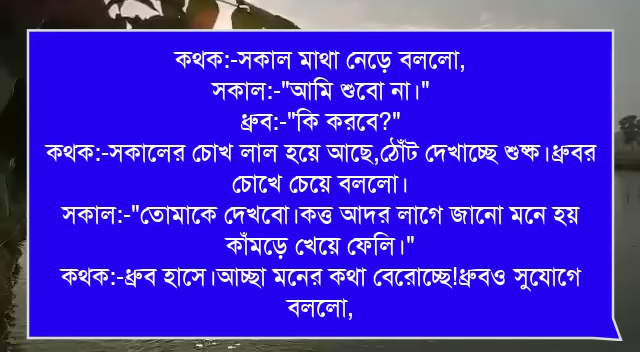 কথক:-সকাল মাথা নেড়ে বললো,
সকাল:-"আমি শুবো না।"
ধ্রুব:-"কি করবে?"
কথক:-সকালের চোখ লাল হয়ে আছে,ঠোঁট দেখাচ্ছে শুষ্ক।ধ্রুবর
চোখে চেয়ে বললো।
সকাল:-"তোমাকে দেখবো।কত্ত আদর লাগে জানো মনে হয়
কাঁমড়ে খেয়ে ফেলি।"
কথক:-ধ্রুব হাসে।আচ্ছা মনের কথা বেরোচ্ছে!ধ্রুবও সুযোগে
বললো,